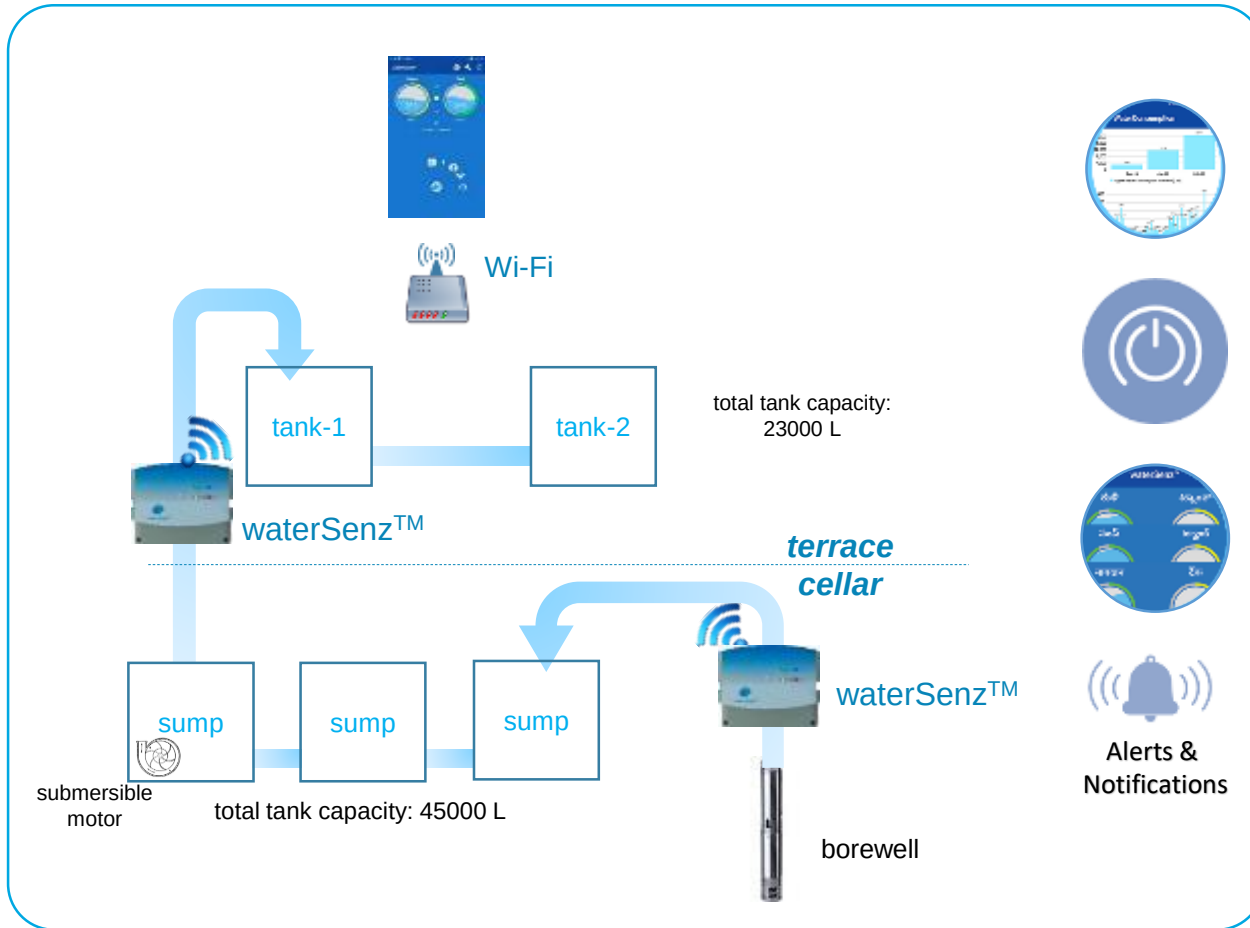 Wi-Fi
tank-1
tank-2
total tank capacity:
23000 L
waterSenz™
terrace
cellar
waterSenz™
sump
sump
sump
submersible
motor
total tank capacity: 45000 L
borewell
waterSenz™
Alerts &
Notifications